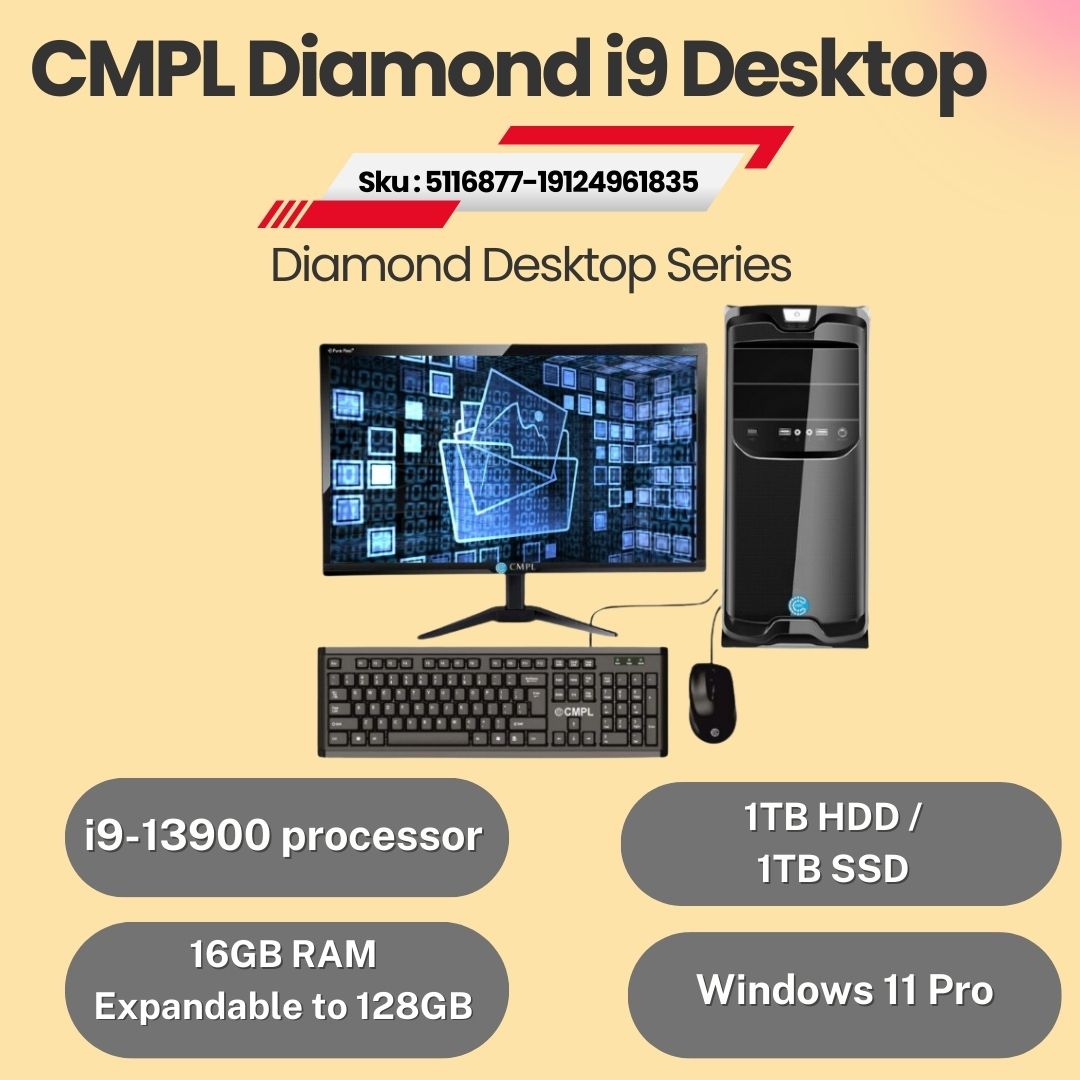 CMPL Diamond i9 Desktop
Sku : 5116877-19124961835
Diamond Desktop Series
CMPL
CMPL
i9-13900 processor
1TB HDD /
1TB SSD
16GB RAM
Expandable to 128GB
Windows 11 Pro